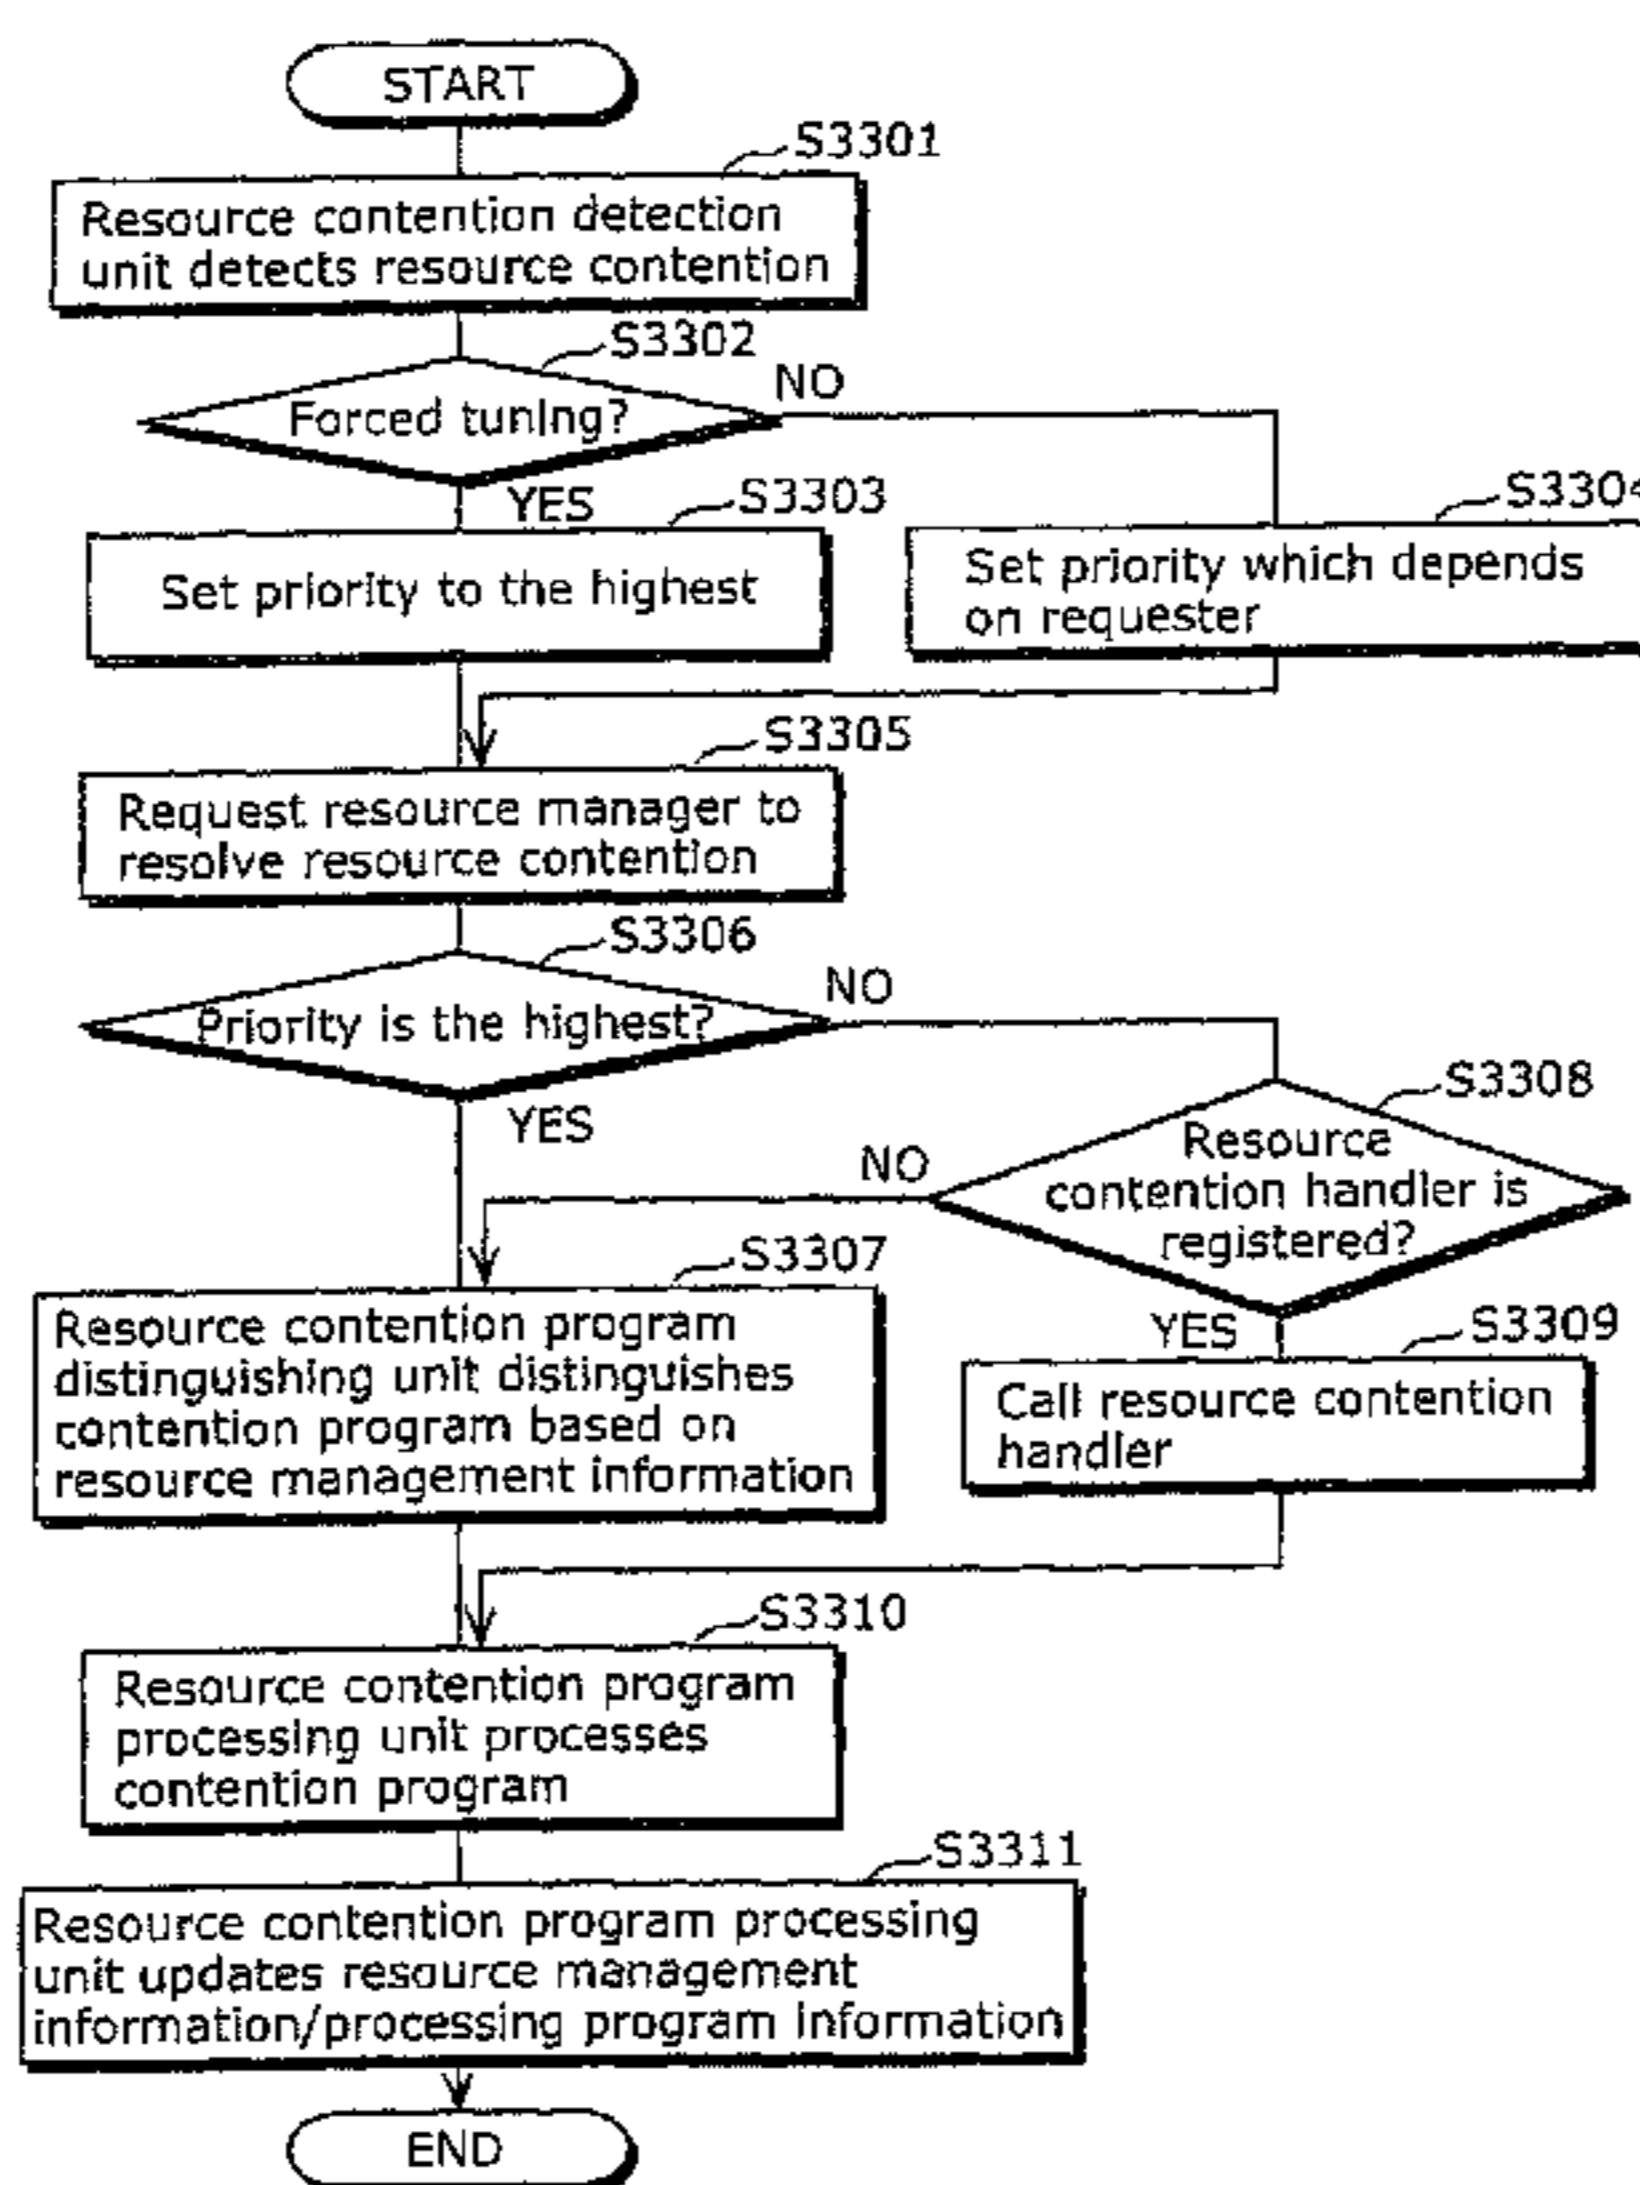 START
S3301
Resource contention detection
unit detects resource contention
S3302
Forced tuning?
NO
YES
S3303
Set priority to the highest
S3304
Set priority which depends
on requester
S3305
Request resource manager to
resolve resource contention
S3306
Priority is the highest?
NO
YES
S3308
Resource
contention handler is
registered?
NO
YES
S3307
Resource contention program
distinguishing unit distinguishes
contention program based on
resource management information
S3309
Call resource contention
handler
S3310
Resource contention program
processing unit processes
contention program
S3311
Resource contention program processing
unit updates resource management
information/processing program information
END